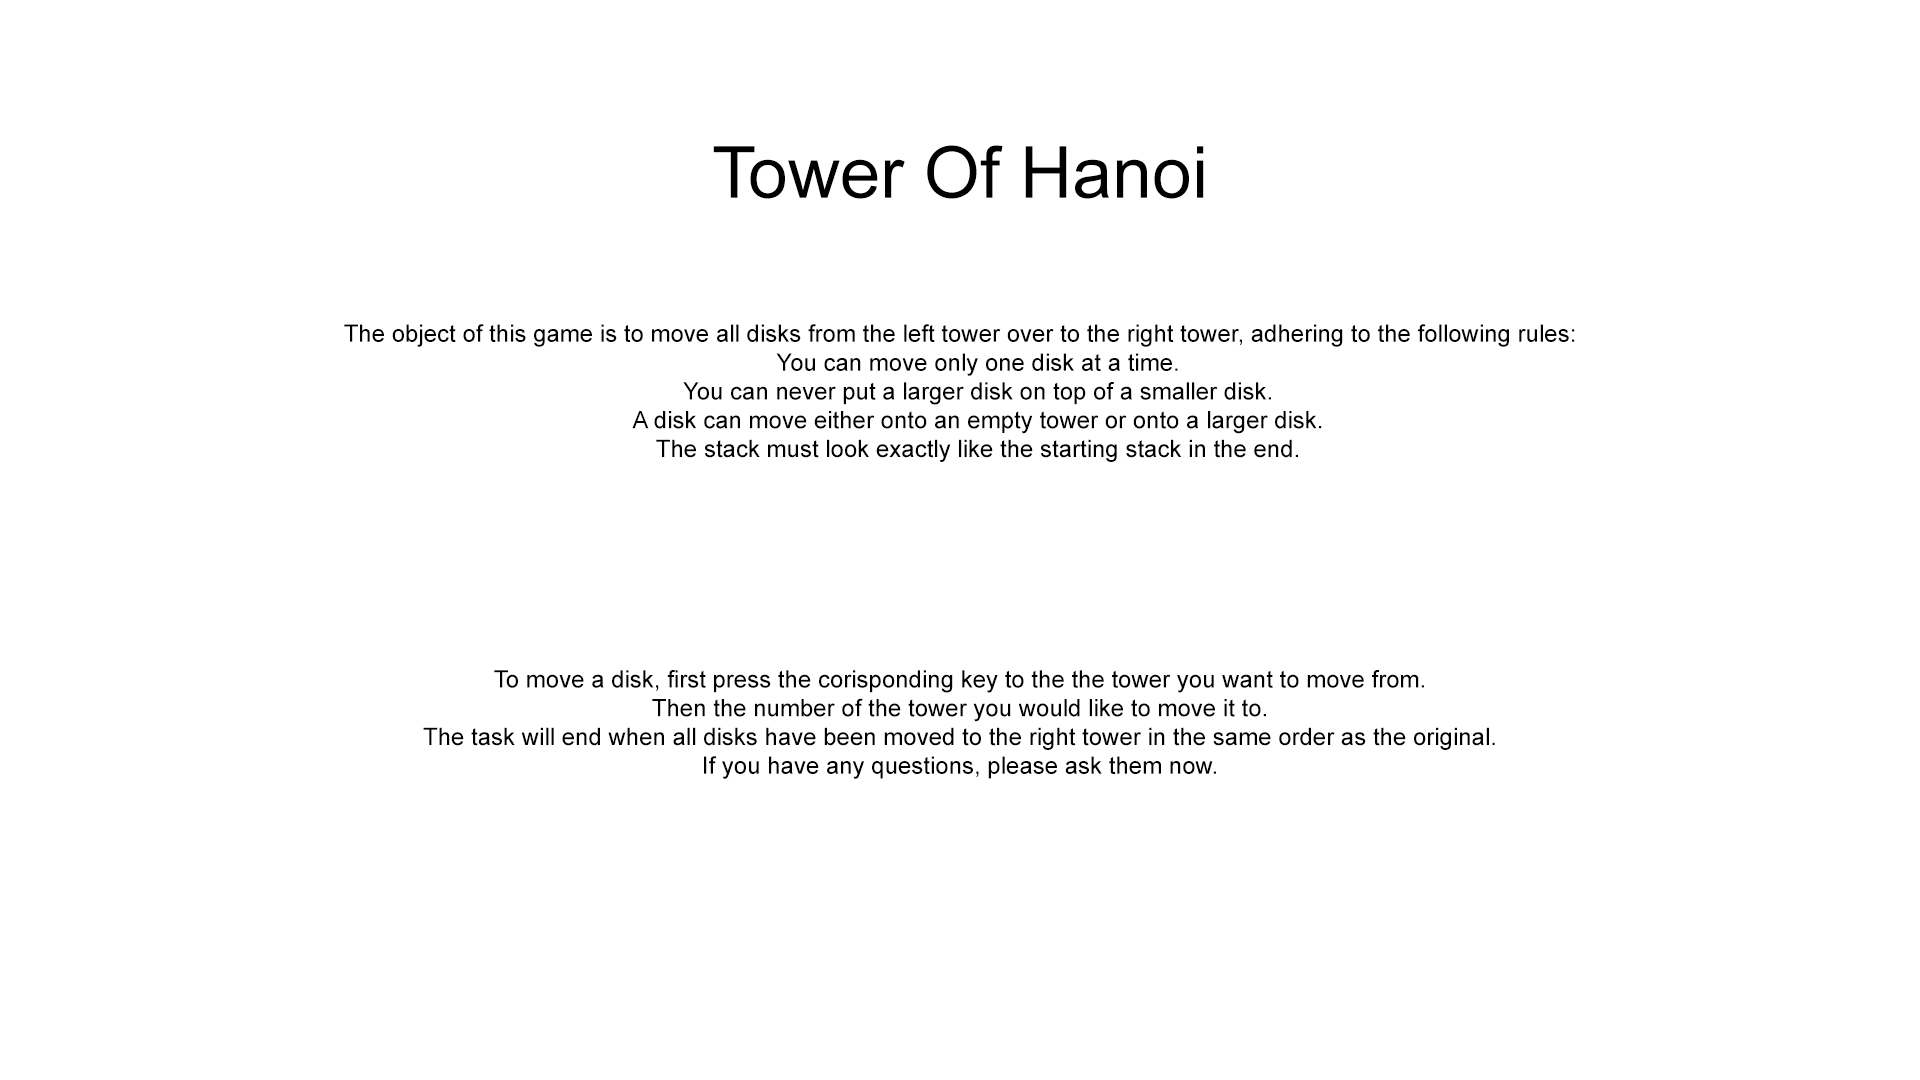 Tower Of Hanoi
The object of this game is to move all disks from the left tower over to the right tower, adhering to the following rules:
You can move only one disk at a time.
You can never put a larger disk on top of a smaller disk.
A disk can move either onto an empty tower or onto a larger disk.
The stack must look exactly like the starting stack in the end.
To move a disk, first press the corisponding key to the the tower you want to move from.
Then the number of the tower you would like to move it to.
The task will end when all disks have been moved to the right tower in the same order as the original.
If you have any questions, please ask them now.